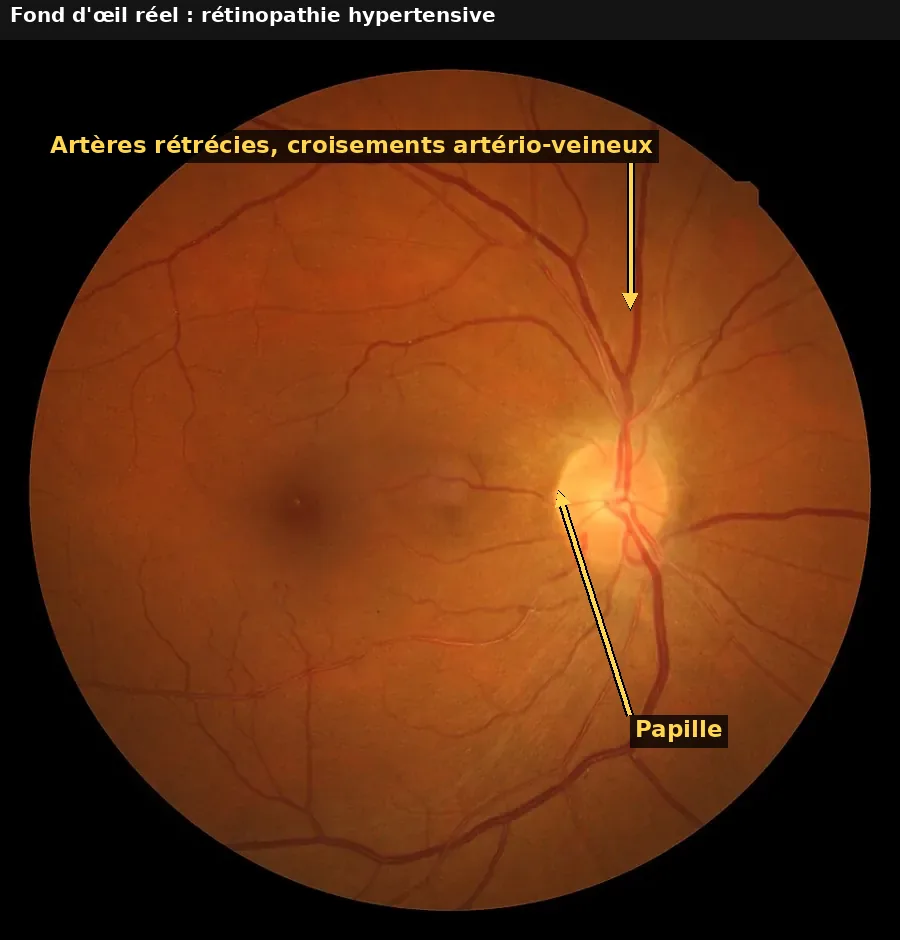 Fond d'œil réel : rétinopathie hypertensive
Artères rétrécies, croisements artério-veineux
Papille